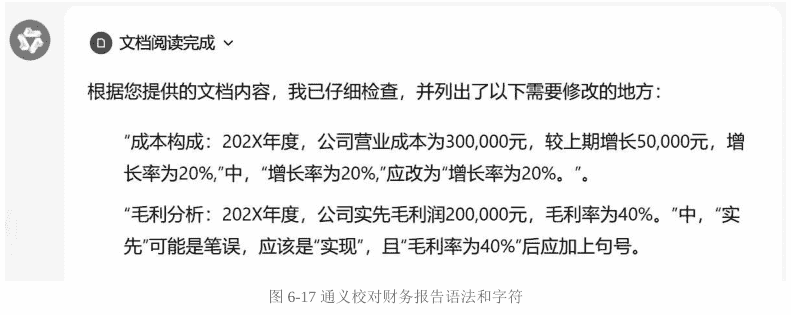 文档阅读完成
根据您提供的文档内容，我已仔细检查，并列出了以下需要修改的地方：
“成本构成：202X年度，公司营业成本为300,000元，较上期增长50,000元，增
长率为20%,”中，“增长率为20%,”应改为“增长率为20%。”。
“毛利分析：202X年度，公司实先毛利润200,000元，毛利率为40%。”中，“实
先”可能是笔误，应该是“实现”，且“毛利率为40%”后应加上句号。
图 6-17 通义校对财务报告语法和字符